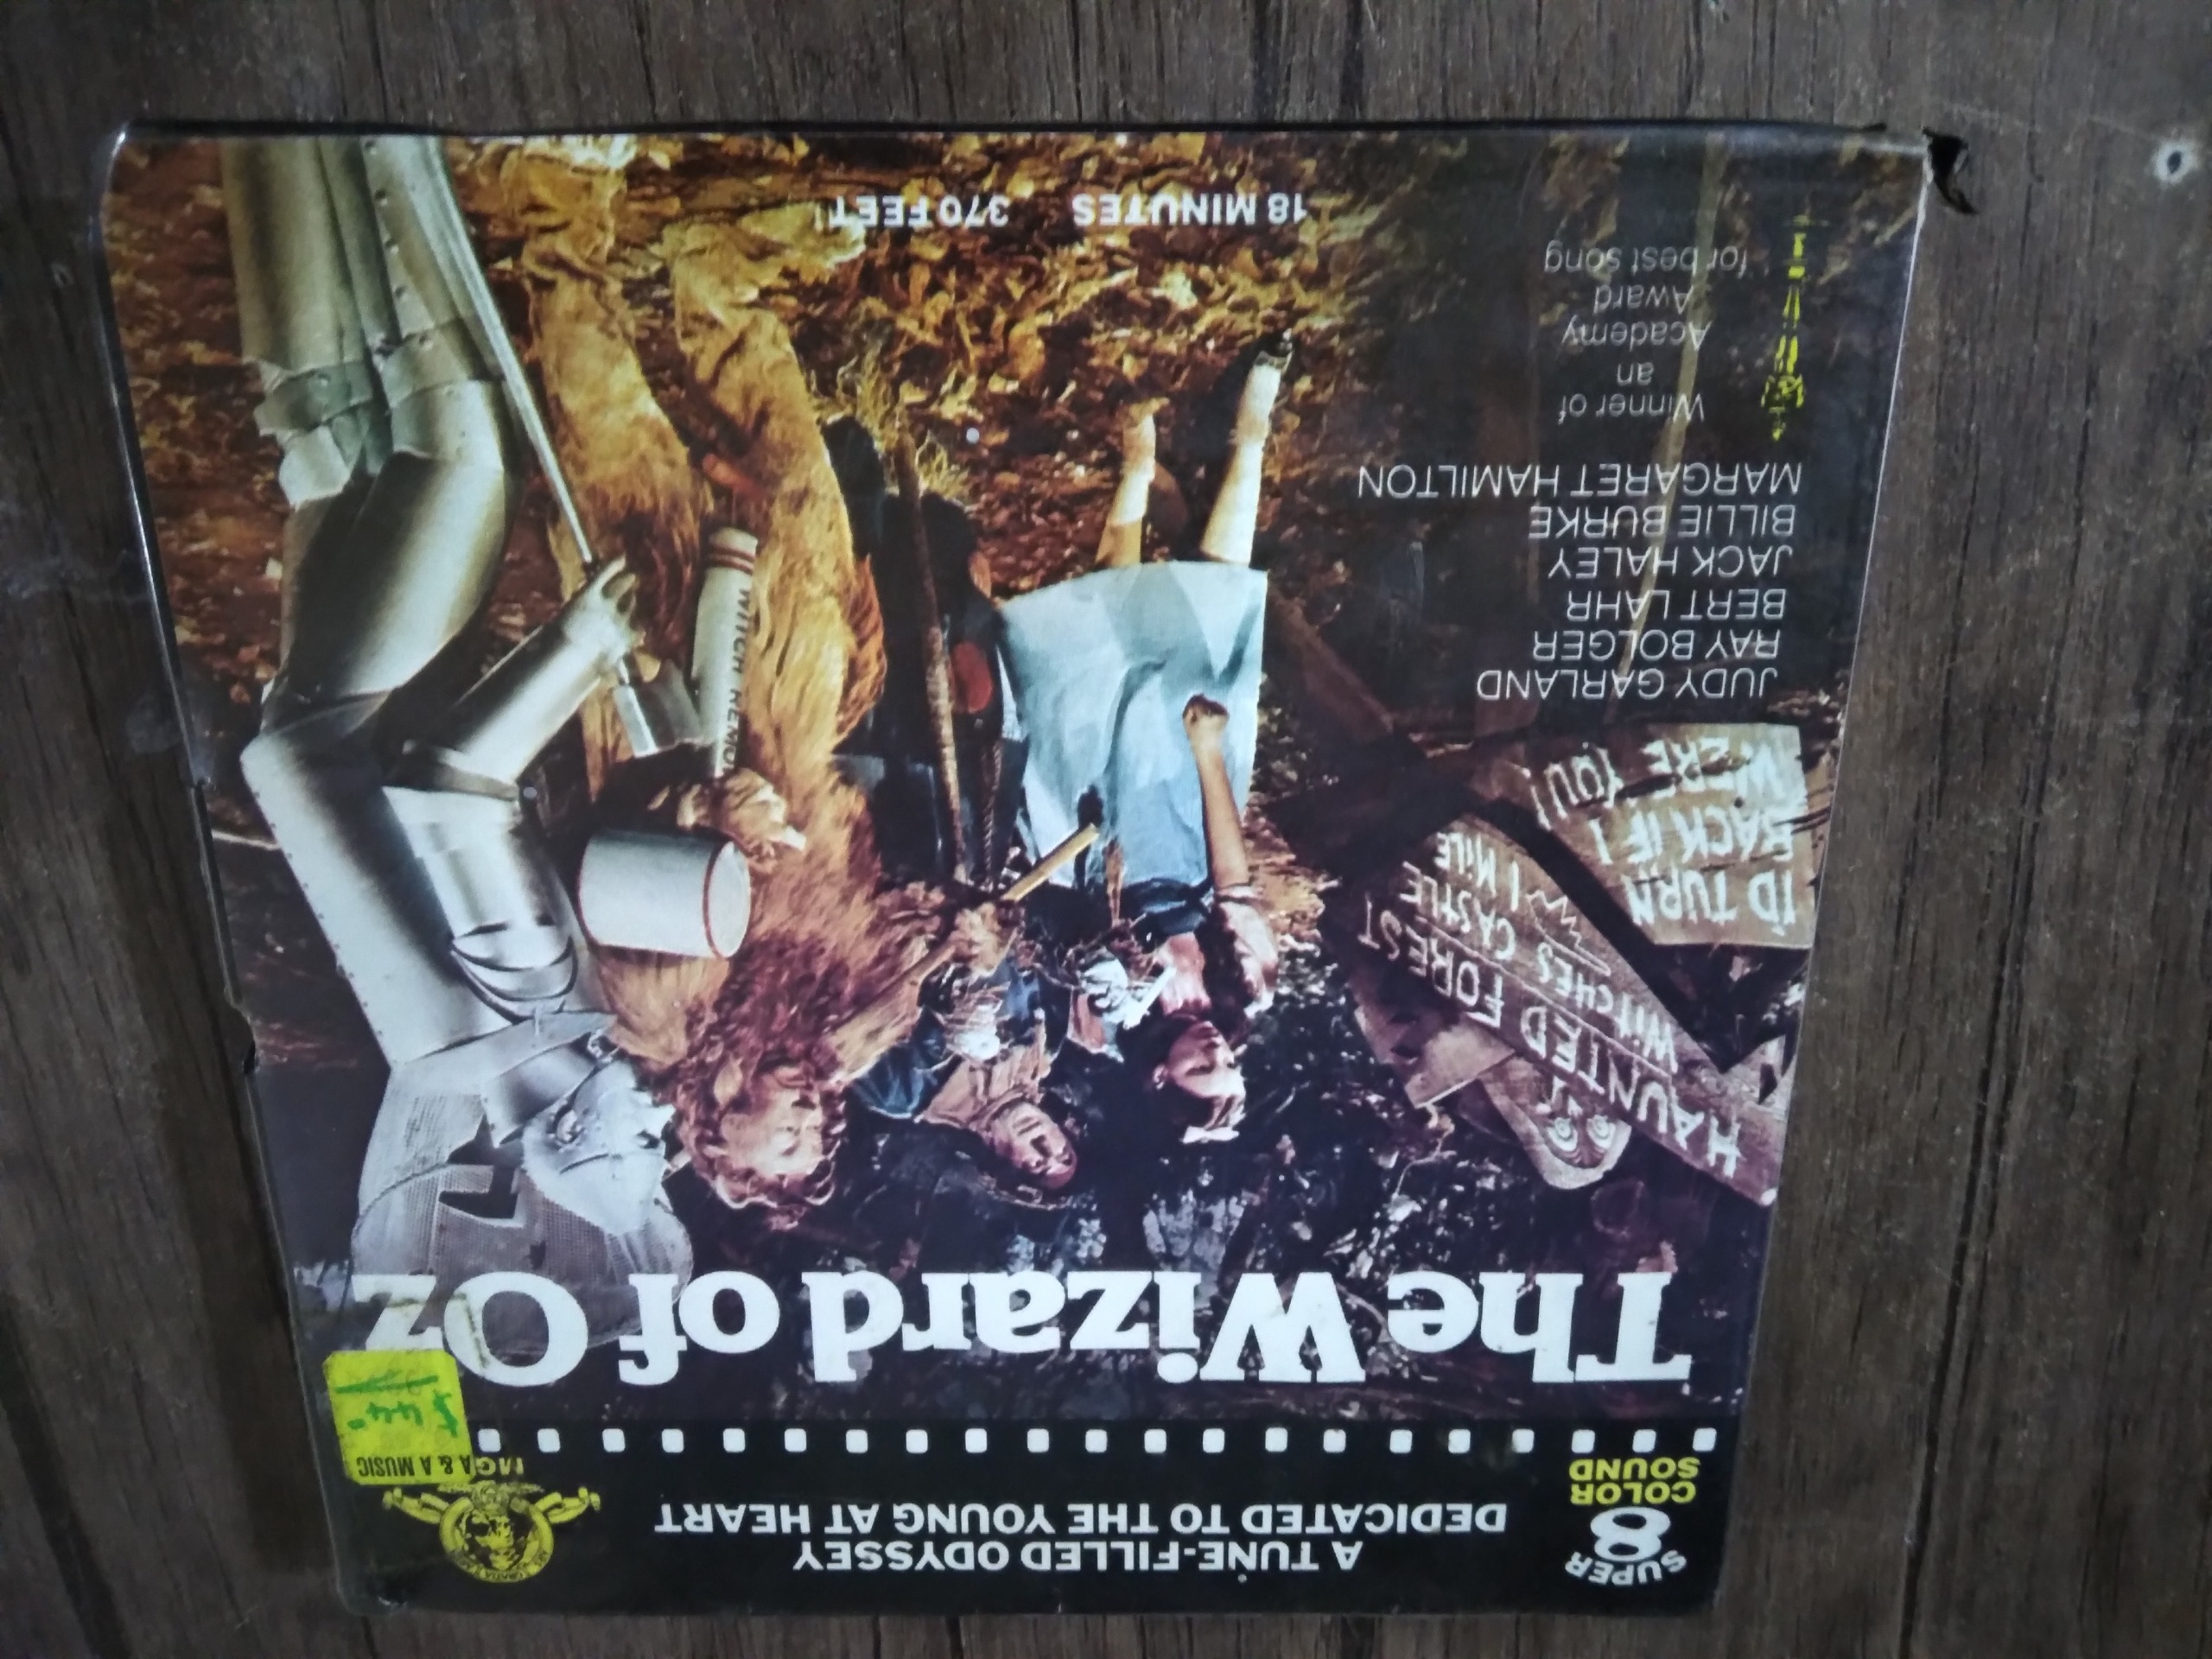 SUPER
8
COLOR
SOUND
A TUNE-FILLED ODYSSEY
DEDICATED TO THE YOUNG AT HEART
A & A MUSIC
$44
The Wizard of Oz
HAUNTED FOREST
WITCHES CASTLE
1 MILE
I'D TURN
BACK IF I
WERE YOU!
WITCH REMO
JUDY GARLAND
RAY BOLGER
BERT LAHR
JACK HALEY
BILLIE BURKE
MARGARET HAMILTON
Winner of
an
Academy
Award
for best song
18 MINUTES 370 FEET